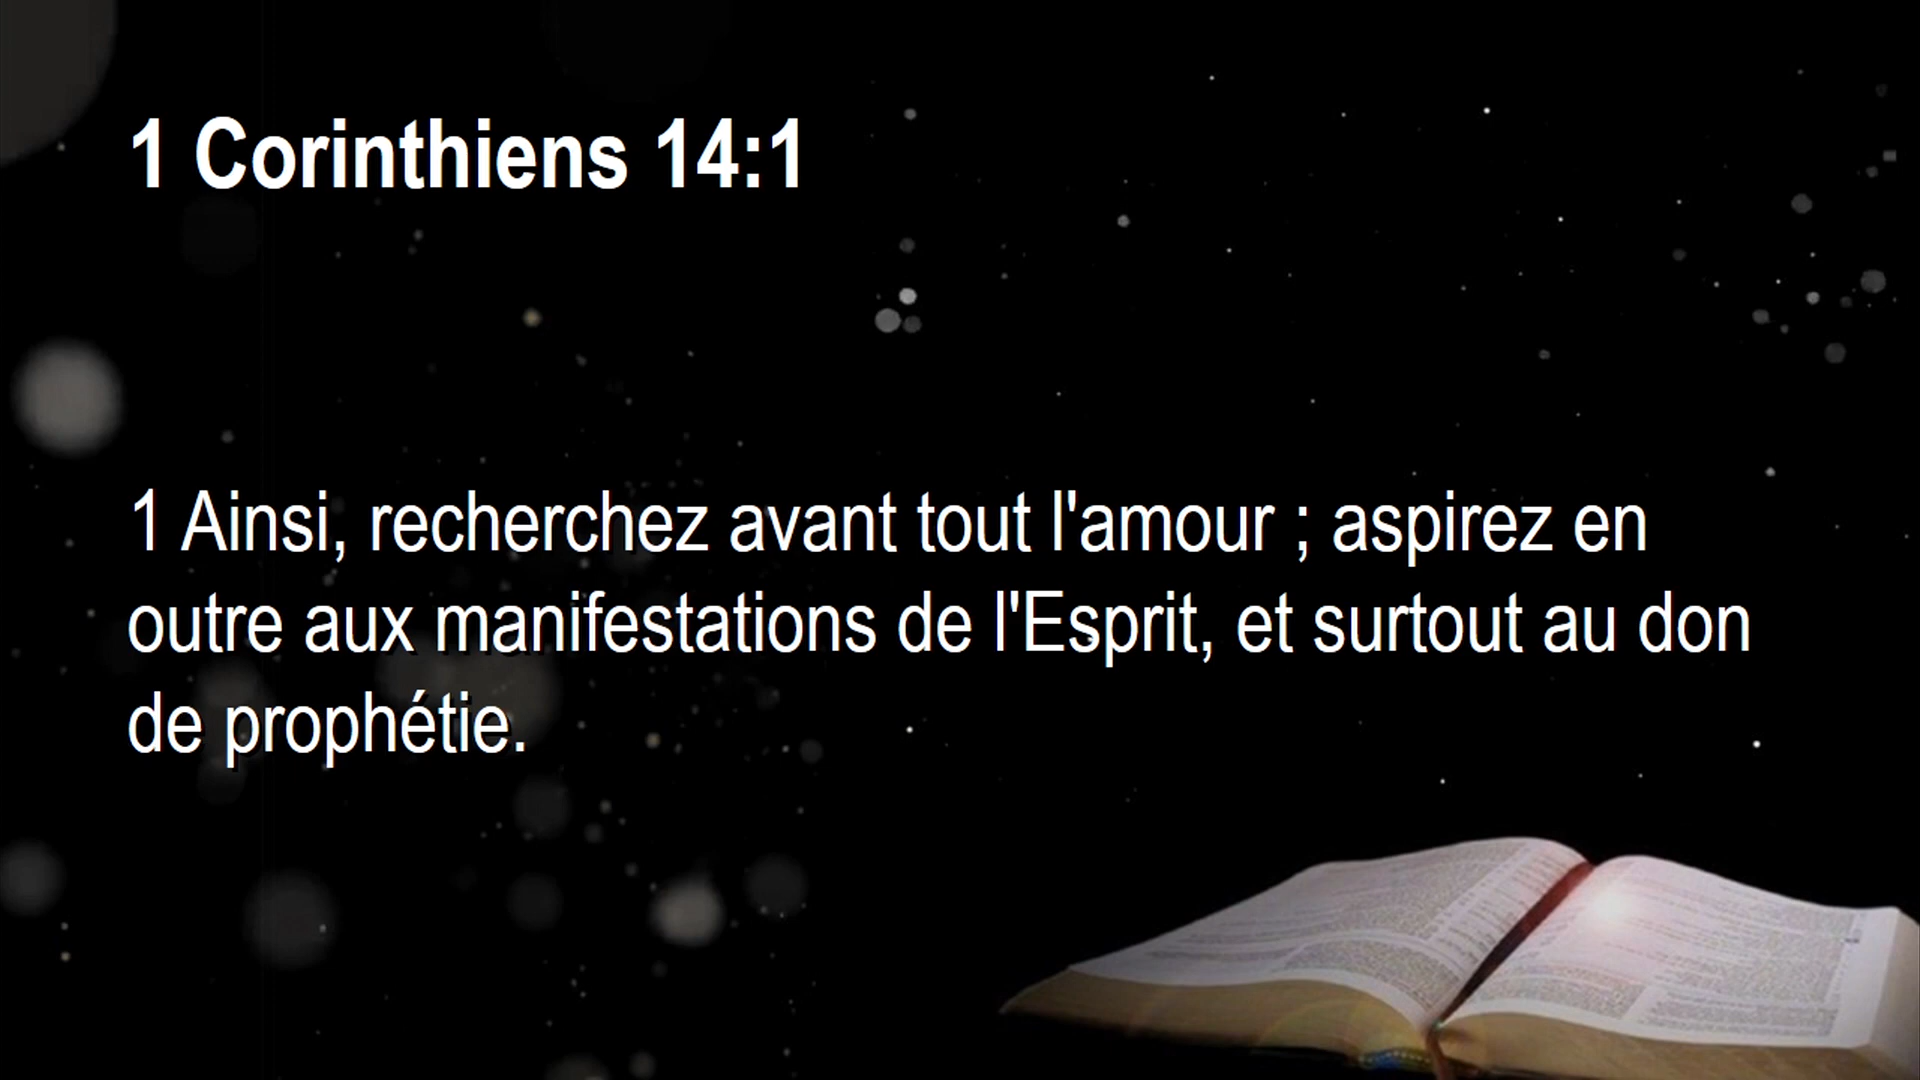 1 Corinthiens 14:1
1 Ainsi, recherchez avant tout l'amour ; aspirez en
outre aux manifestations de l'Esprit, et surtout au don
de prophétie.